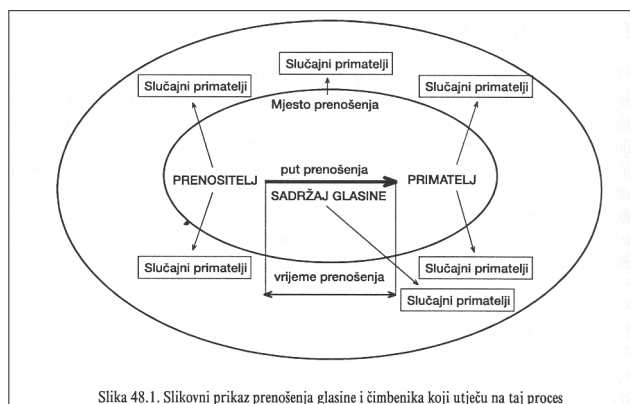 Slučajni primatelji
Slučajni primatelji
Slučajni primatelji
Mjesto prenošenja
put prenošenja
PRENOSITELJ
PRIMATELJ
SADRŽAJ GLASINE
Slučajni primatelji
vrijeme prenošenja
Slučajni primatelji
Slučajni primatelji
Slika 48.1. Slikovni prikaz prenošenja glasine i čimbenika koji utječu na taj proces